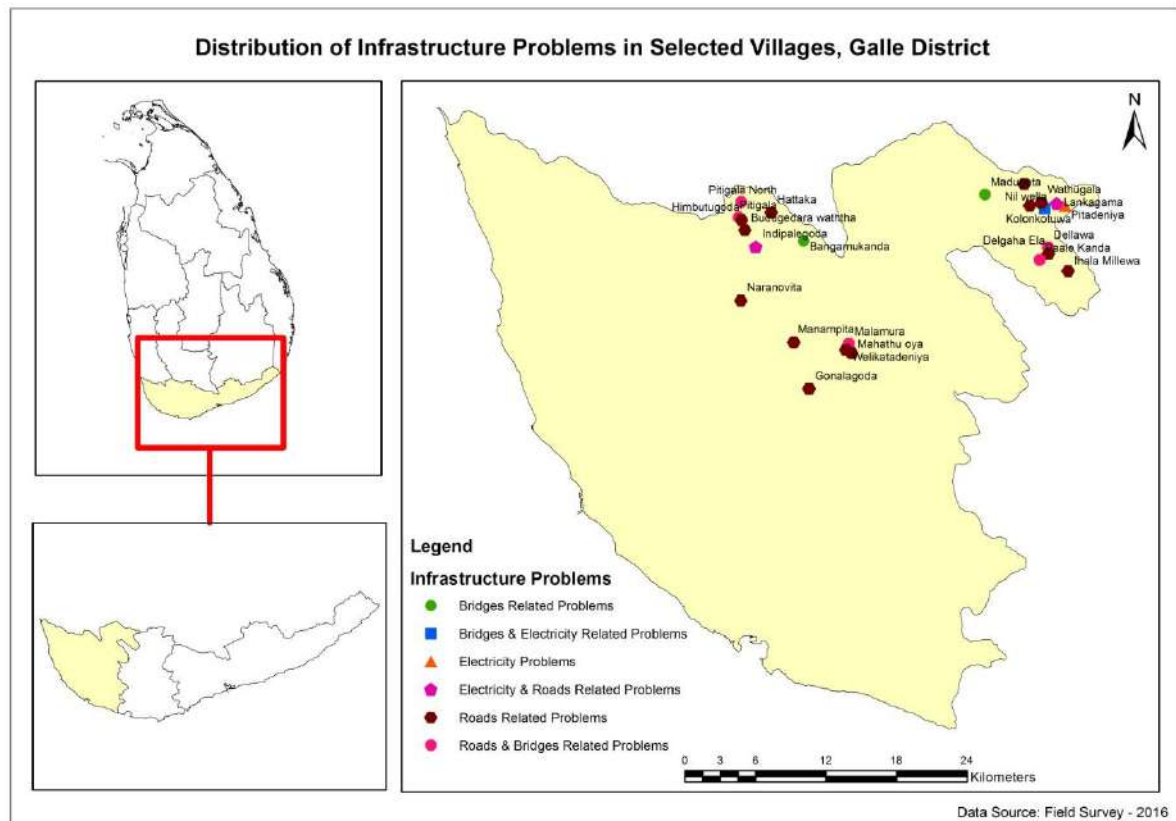 Distribution of Infrastructure Problems in Selected Villages, Galle District
N
Pitigala North
Hattaka
Himbutugoda
Pitigala
Indipalegoda
Bangamukanda
Naranovita
Manampita
Malamura
Mahathu oya
Welikatadeniya
Gonalagoda
Wathugala
Nil wella
Lankagama
Kolonkotuwa
Pitadeniya
Dellawa
Delgaha Ela
Kanda
Ihala Millewa
Legend
Infrastructure Problems
Bridges Related Problems
Bridges & Electricity Related Problems
Electricity Problems
Electricity & Roads Related Problems
Roads Related Problems
Roads & Bridges Related Problems
0 3 6 12 18 24
Kilometers
Data Source: Field Survey - 2016